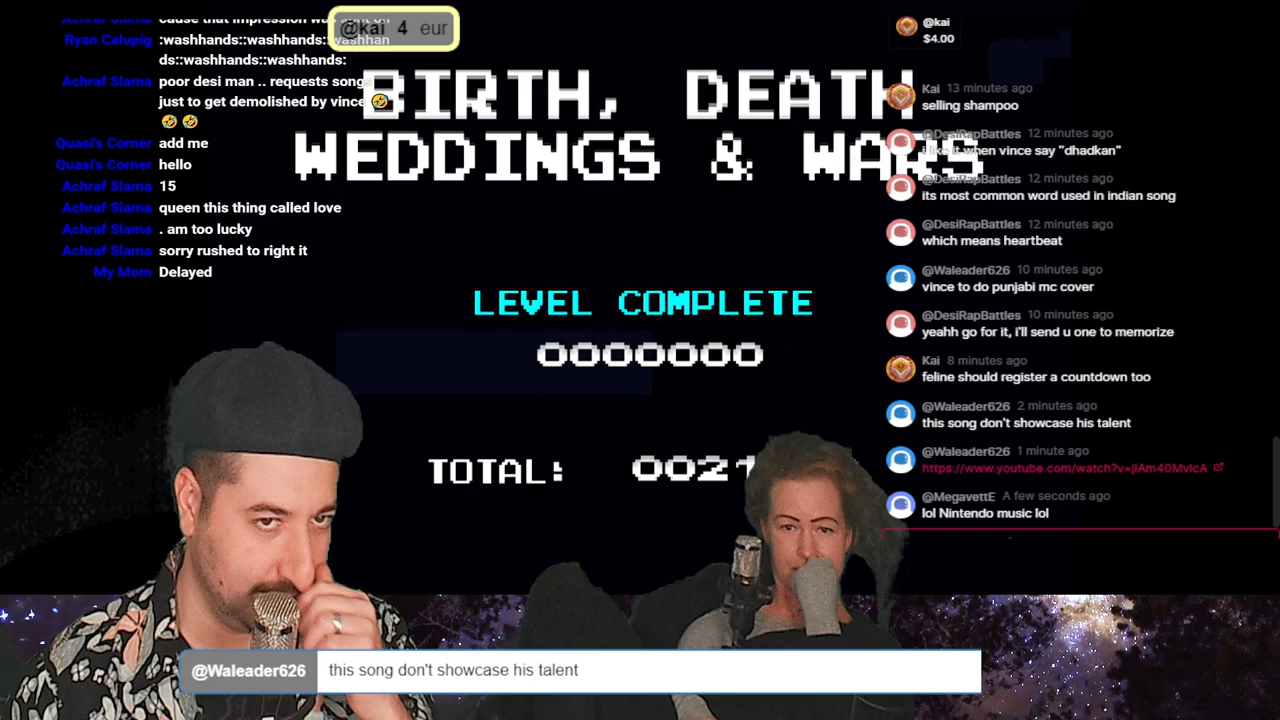 cause that impression was
Ryan Calupig :washhands::washhands::washhan
ds::washhands::washhands:
Achraf Slama poor desi man .. requests songs
just to get demolished by vince 🤣
🤣 🤣
Quasi's Corner add me
Quasi's Corner hello
Achraf Slama 15
Achraf Slama queen this thing called love
Achraf Slama . am too lucky
Achraf Slama sorry rushed to right it
My Mom Delayed
@kai 4 eur
BIRTH, DEATH
WEDDINGS & WARS
LEVEL COMPLETE
0000000
TOTAL: 0021
@kai
$4.00
Kai 13 minutes ago
selling shampoo
@DesiRapBattles 12 minutes ago
i like it when vince say "dhadkan"
@DesiRapBattles 12 minutes ago
its most common word used in indian song
@DesiRapBattles 12 minutes ago
which means heartbeat
@Waleader626 10 minutes ago
vince to do punjabi mc cover
@DesiRapBattles 10 minutes ago
yeahh go for it, i'll send u one to memorize
Kai 8 minutes ago
feline should register a countdown too
@Waleader626 2 minutes ago
this song don't showcase his talent
@Waleader626 1 minute ago
https://www.youtube.com/watch?v=jIAm40MvIcA
@MegavettE A few seconds ago
lol Nintendo music lol
@Waleader626 this song don't showcase his talent